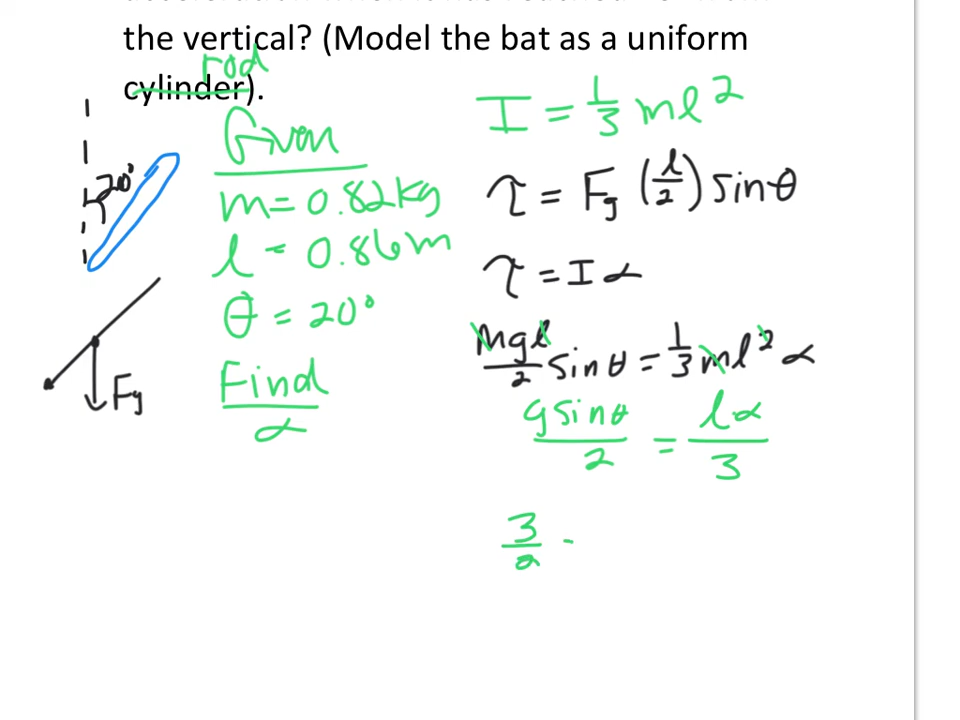 the vertical? (Model the bat as a uniform
rod
cylinder).
Given
m = 0.82kg
l = 0.86m
θ = 20°
Find
α
20°
Fg
I = 1/3 ml²
τ = Fg (l/2) sinθ
τ = Iα
mgl/2 sinθ = 1/3 ml²α
gsinθ/2 = lα/3
3/2 -